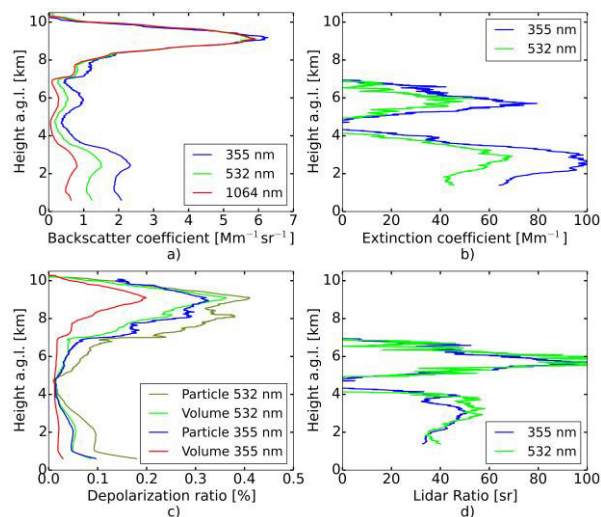 Height a.g.l. [km]
10
8
6
4
2
0
355 nm
532 nm
1064 nm
0 1 2 3 4 5 6 7
Backscatter coefficient [Mm⁻¹sr⁻¹]
a)
Height a.g.l. [km]
10
8
6
4
2
0
355 nm
532 nm
0 20 40 60 80 100
Extinction coefficient [Mm⁻¹]
b)
Height a.g.l. [km]
10
8
6
4
2
0
Particle 532 nm
Volume 532 nm
Particle 355 nm
Volume 355 nm
0.0 0.1 0.2 0.3 0.4 0.5
Depolarization ratio [%]
c)
Height a.g.l. [km]
10
8
6
4
2
0
355 nm
532 nm
0 20 40 60 80 100
Lidar Ratio [sr]
d)